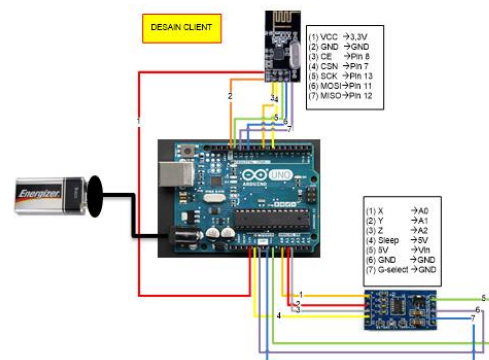 DESAIN CLIENT
(1) VCC →3,3V
(2) GND →GND
(3) CE →Pin 8
(4) CSN →Pin 7
(5) SCK →Pin 13
(6) MOSI→Pin 11
(7) MISO→Pin 12
1
2
3
4
5
6
7
Energizer
UNO
ARDUINO
(1) X →A0
(2) Y →A1
(3) Z →A2
(4) Sleep →5V
(5) 5V →VIn
(6) GND →GND
(7) G-select→GND
1
2
3
4
5
6
7